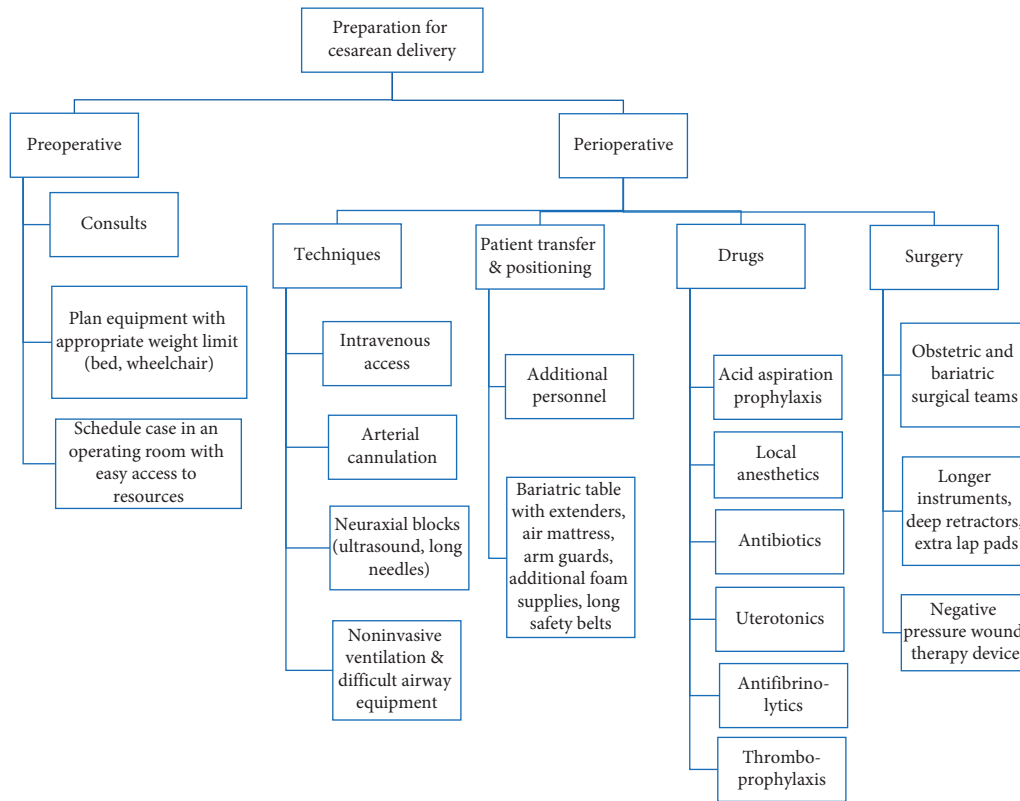 Preparation for
cesarean delivery
Preoperative
Perioperative
Consults
Plan equipment with
appropriate weight limit
(bed, wheelchair)
Schedule case in an
operating room with
easy access to
resources
Techniques
Intravenous
access
Arterial
cannulation
Neuraxial blocks
(ultrasound, long
needles)
Noninvasive
ventilation &
difficult airway
equipment
Patient transfer
& positioning
Additional
personnel
Bariatric table
with extenders,
air mattress,
arm guards,
additional foam
supplies, long
safety belts
Drugs
Acid aspiration
prophylaxis
Local
anesthetics
Antibiotics
Uterotonics
Antifibrino-
lytics
Thrombo-
prophylaxis
Surgery
Obstetric and
bariatric
surgical teams
Longer
instruments,
deep retractors,
extra lap pads
Negative
pressure wound
therapy device